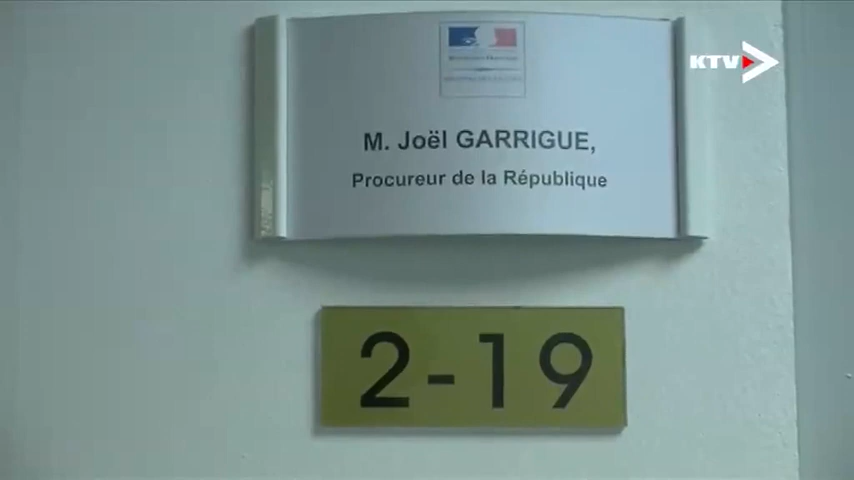 KTV
M. Joël GARRIGUE,
Procureur de la République
2-19